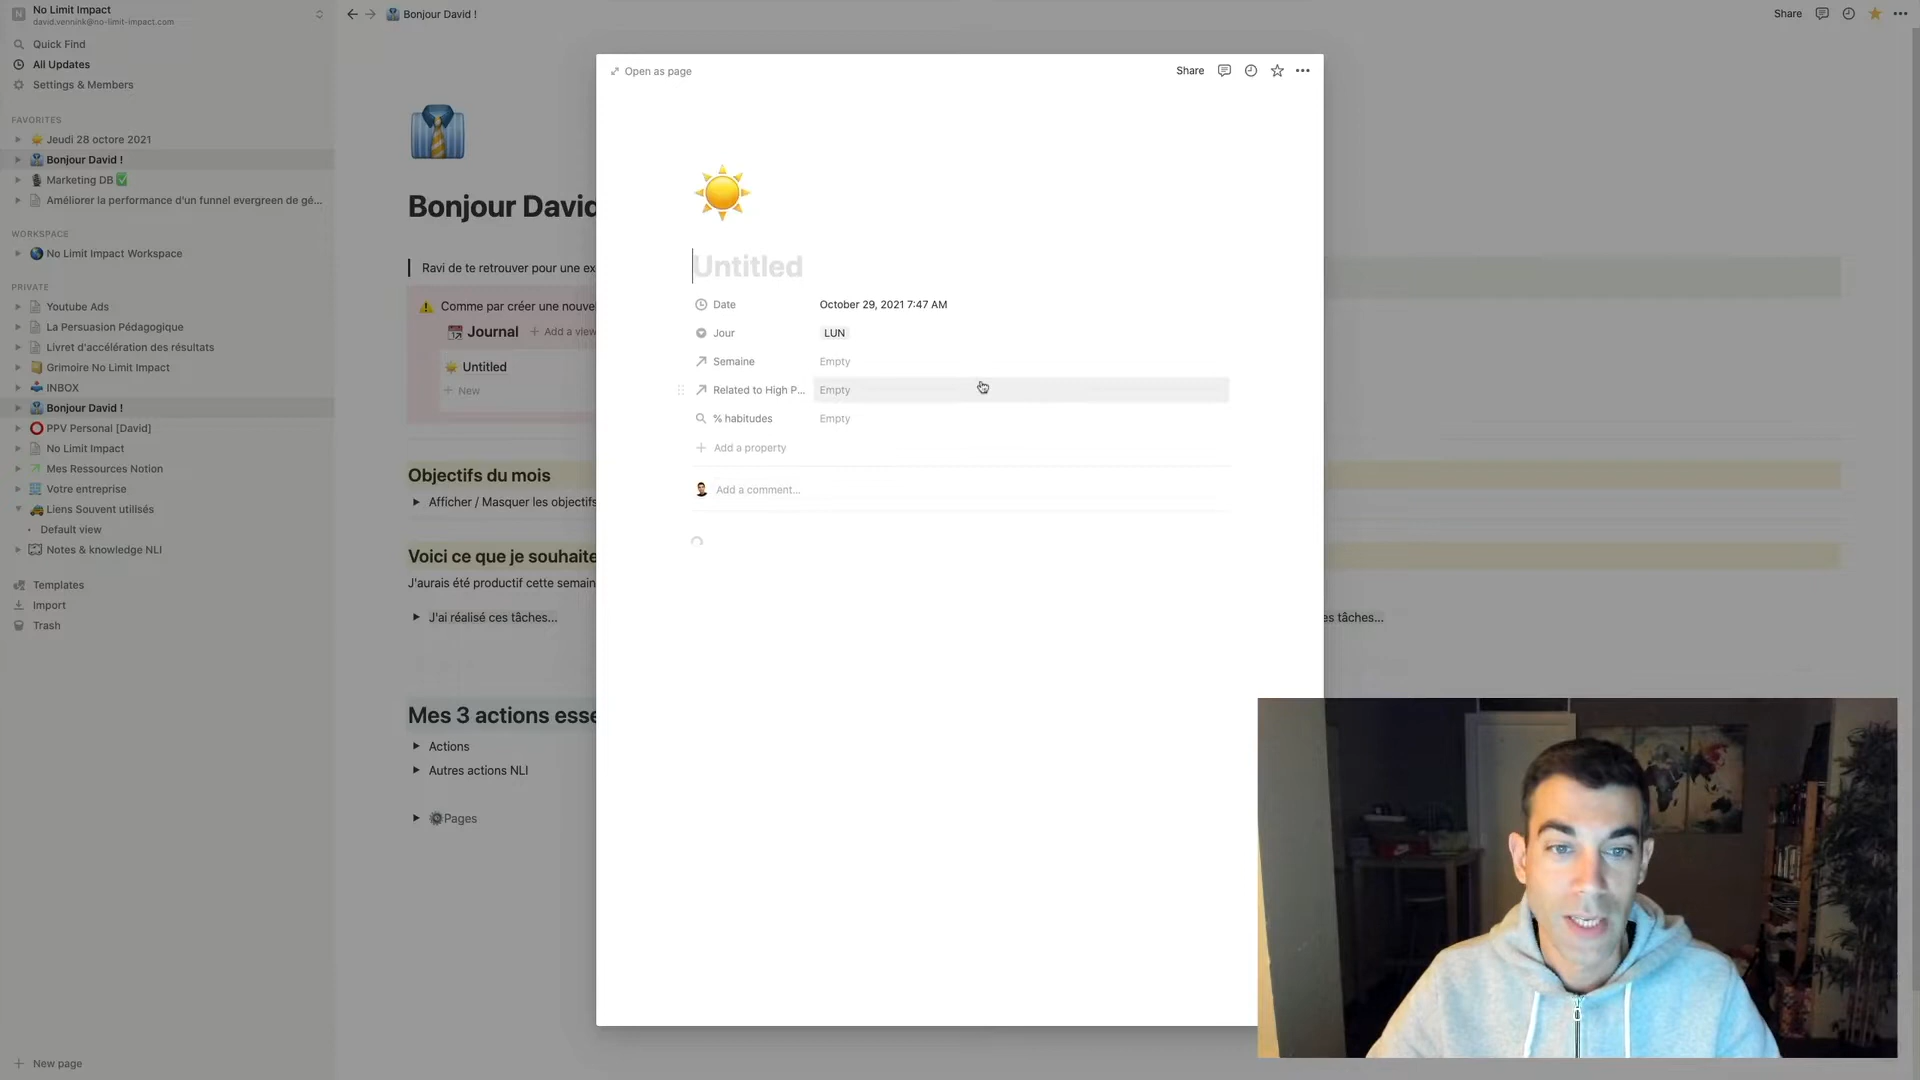 No Limit Impact
david.vennink@no-limit-impact.com
Quick Find
All Updates
Settings & Members
FAVORITES
Jeudi 28 octore 2021
Bonjour David !
Marketing DB
Améliorer la performance d'un funnel evergreen de gé...
WORKSPACE
No Limit Impact Workspace
PRIVATE
Youtube Ads
La Persuasion Pédagogique
Livret d'accélération des résultats
Grimoire No Limit Impact
INBOX
Bonjour David !
PPV Personal [David]
No Limit Impact
Mes Ressources Notion
Votre entreprise
Liens Souvent utilisés
Default view
Notes & knowledge NLI
Templates
Import
Trash
New page
Bonjour David !
Share
Bonjour David
Ravi de te retrouver pour une ex
Comme par créer une nouve
Journal
Add a view
Untitled
New
Objectifs du mois
Afficher / Masquer les objectifs
Voici ce que je souhaite
J'aurais été productif cette semain
J'ai réalisé ces tâches...
es tâches...
Mes 3 actions esse
Actions
Autres actions NLI
Pages
Open as page
Share
Untitled
Date October 29, 2021 7:47 AM
Jour LUN
Semaine Empty
Related to High P... Empty
% habitudes Empty
Add a property
Add a comment...